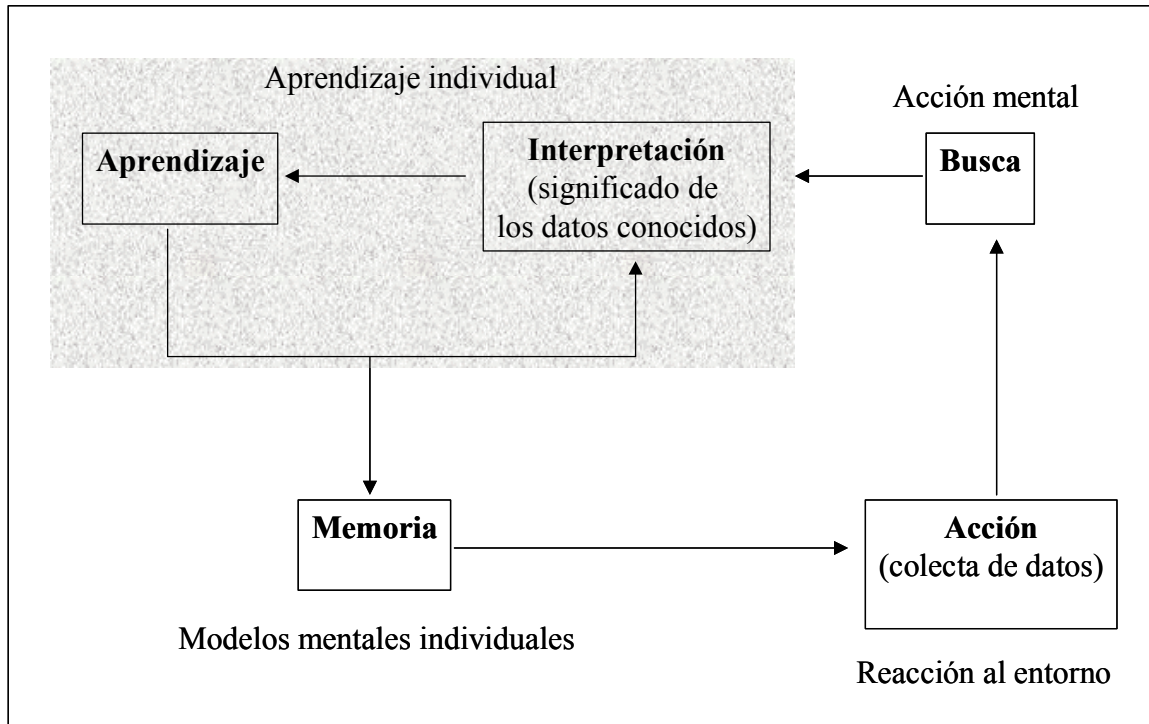 Aprendizaje individual
Acción mental
Aprendizaje
Interpretación
(significado de
los datos conocidos)
Busca
Memoria
Acción
(colecta de datos)
Modelos mentales individuales
Reacción al entorno